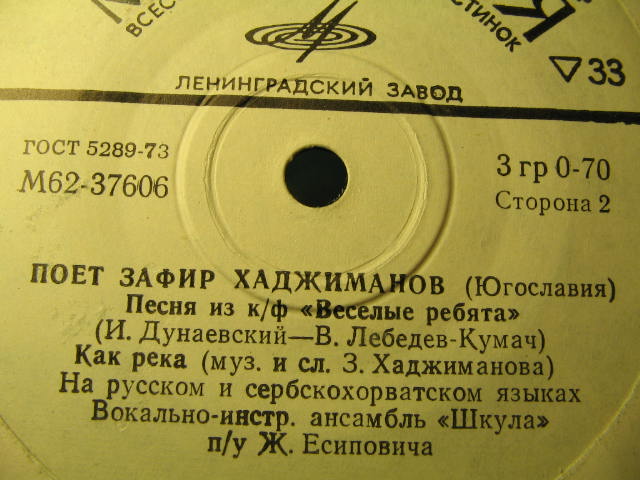 ВСЕС
СТИНОК
▽33
ЛЕНИНГРАДСКИЙ ЗАВОД
ГОСТ 5289-73
М62-37606
3 гр 0-70
Сторона 2
ПОЕТ ЗАФИР ХАДЖИМАНОВ (Югославия)
Песня из к/ф «Веселые ребята»
(И. Дунаевский—В. Лебедев-Кумач)
Как река (муз. и сл. З. Хаджиманова)
На русском и сербскохорватском языках
Вокально-инстр. ансамбль «Шкула»
п/у Ж. Есиповича